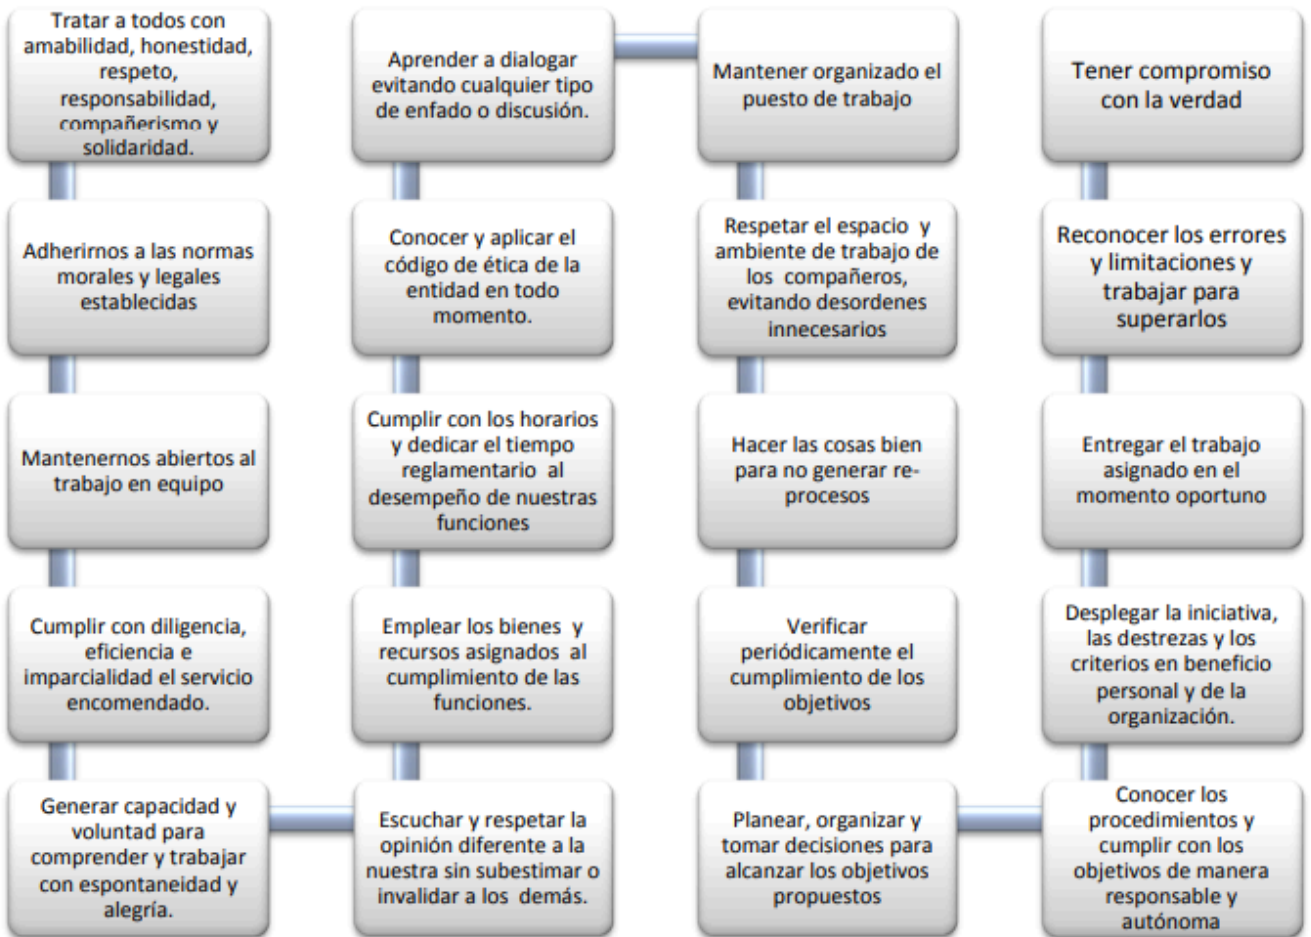 Tratar a todos con
amabilidad, honestidad,
respeto,
responsabilidad,
compañerismo y
solidaridad.
Adherirnos a las normas
morales y legales
establecidas
Mantenernos abiertos al
trabajo en equipo
Cumplir con diligencia,
eficiencia e
imparcialidad el servicio
encomendado.
Generar capacidad y
voluntad para
comprender y trabajar
con espontaneidad y
alegría.
Escuchar y respetar la
opinión diferente a la
nuestra sin subestimar o
invalidar a los demás.
Emplear los bienes y
recursos asignados al
cumplimiento de las
funciones.
Cumplir con los horarios
y dedicar el tiempo
reglamentario al
desempeño de nuestras
funciones
Conocer y aplicar el
código de ética de la
entidad en todo
momento.
Aprender a dialogar
evitando cualquier tipo
de enfado o discusión.
Mantener organizado el
puesto de trabajo
Respetar el espacio y
ambiente de trabajo de
los compañeros,
evitando desordenes
innecesarios
Hacer las cosas bien
para no generar re-
procesos
Verificar
periódicamente el
cumplimiento de los
objetivos
Planear, organizar y
tomar decisiones para
alcanzar los objetivos
propuestos
Conocer los
procedimientos y
cumplir con los
objetivos de manera
responsable y
autónoma
Desplegar la iniciativa,
las destrezas y los
criterios en beneficio
personal y de la
organización.
Entregar el trabajo
asignado en el
momento oportuno
Reconocer los errores
y limitaciones y
trabajar para
superarlos
Tener compromiso
con la verdad